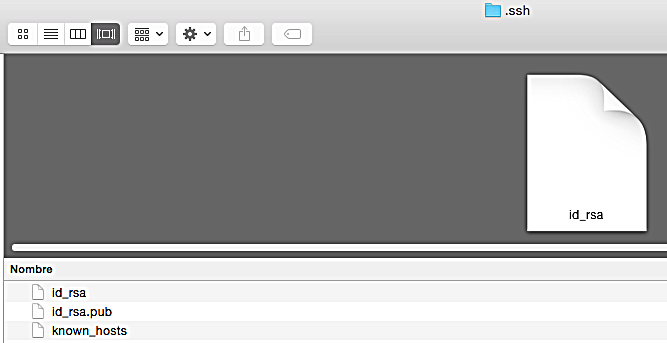 .ssh
id_rsa
Nombre
id_rsa
id_rsa.pub
known_hosts